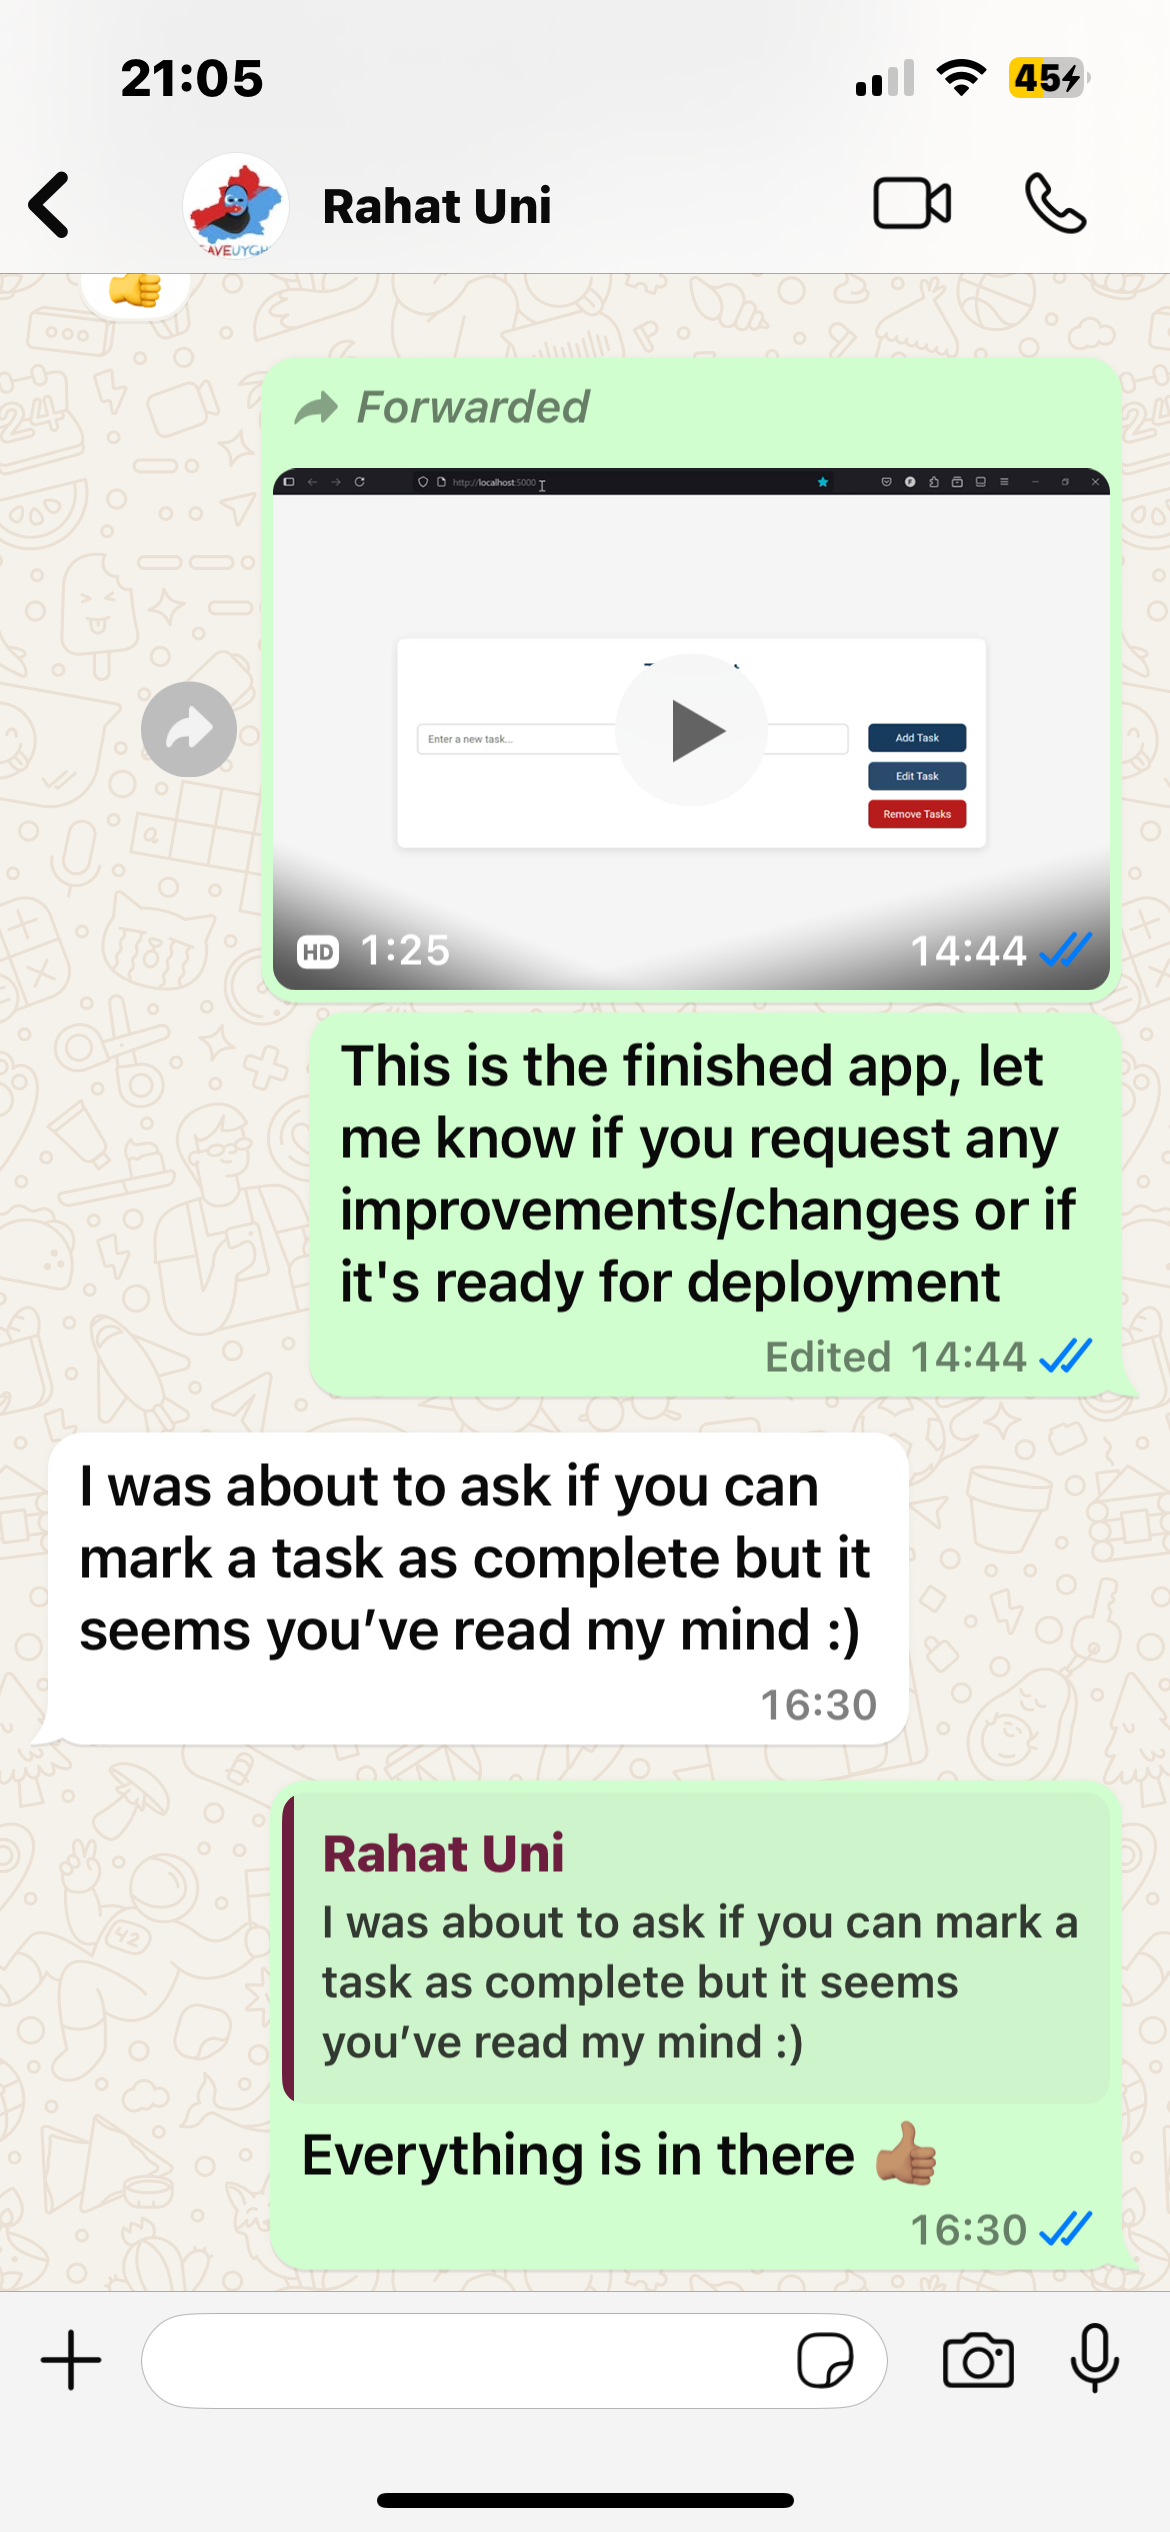 21:05
45
Rahat Uni
Forwarded
http://localhost:5000
Enter a new task...
Add Task
Edit Task
Remove Tasks
HD 1:25
14:44
This is the finished app, let
me know if you request any
improvements/changes or if
it's ready for deployment
Edited 14:44
I was about to ask if you can
mark a task as complete but it
seems you’ve read my mind :)
16:30
Rahat Uni
I was about to ask if you can mark a
task as complete but it seems
you’ve read my mind :)
Everything is in there 👍🏽
16:30